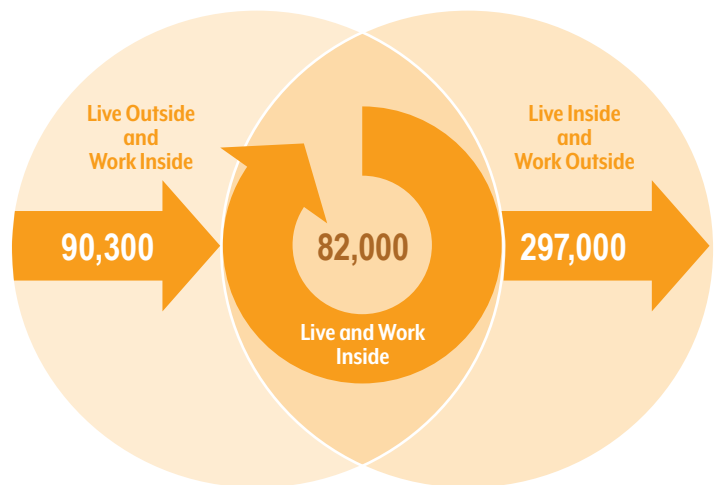 Live Outside
and
Work Inside
90,300
82,000
Live and Work
Inside
Live Inside
and
Work Outside
297,000